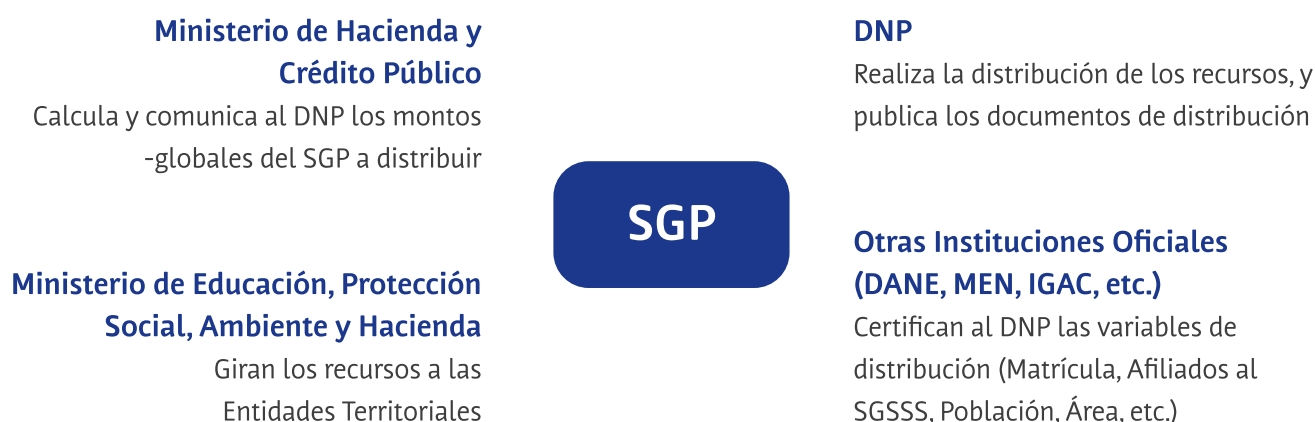 Ministerio de Hacienda y
Crédito Público
Calcula y comunica al DNP los montos
-globales del SGP a distribuir
Ministerio de Educación, Protección
Social, Ambiente y Hacienda
Giran los recursos a las
Entidades Territoriales
SGP
DNP
Realiza la distribución de los recursos, y
publica los documentos de distribución
Otras Instituciones Oficiales
(DANE, MEN, IGAC, etc.)
Certifican al DNP las variables de
distribución (Matrícula, Afiliados al
SGSSS, Población, Área, etc.)